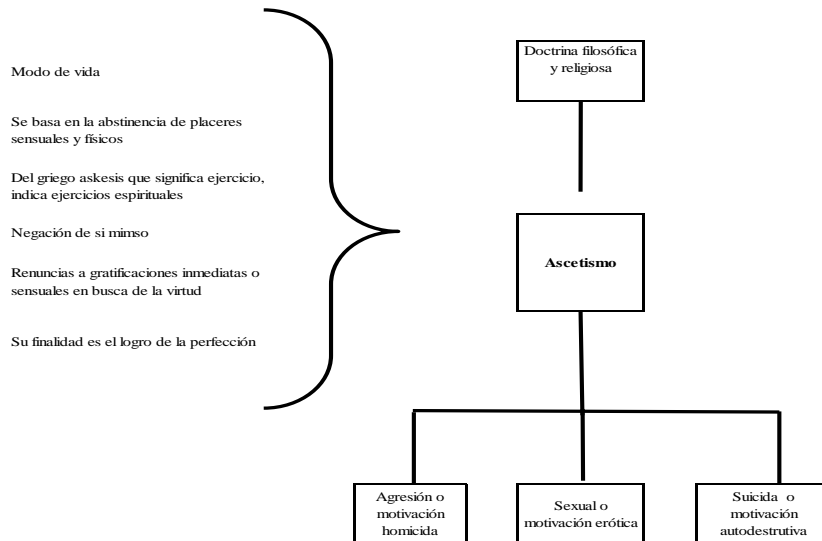 Modo de vida
Se basa en la abstinencia de placeres
sensuales y físicos
Del griego askesis que significa ejercicio,
indica ejercicios espirituales
Negación de si mimso
Renuncias a gratificaciones inmediatas o
sensuales en busca de la virtud
Su finalidad es el logro de la perfección
Doctrina filosófica
y religiosa
Ascetismo
Agresión o
motivación
homicida
Sexual o
motivación erótica
Suicida o
motivación
autodestrutiva